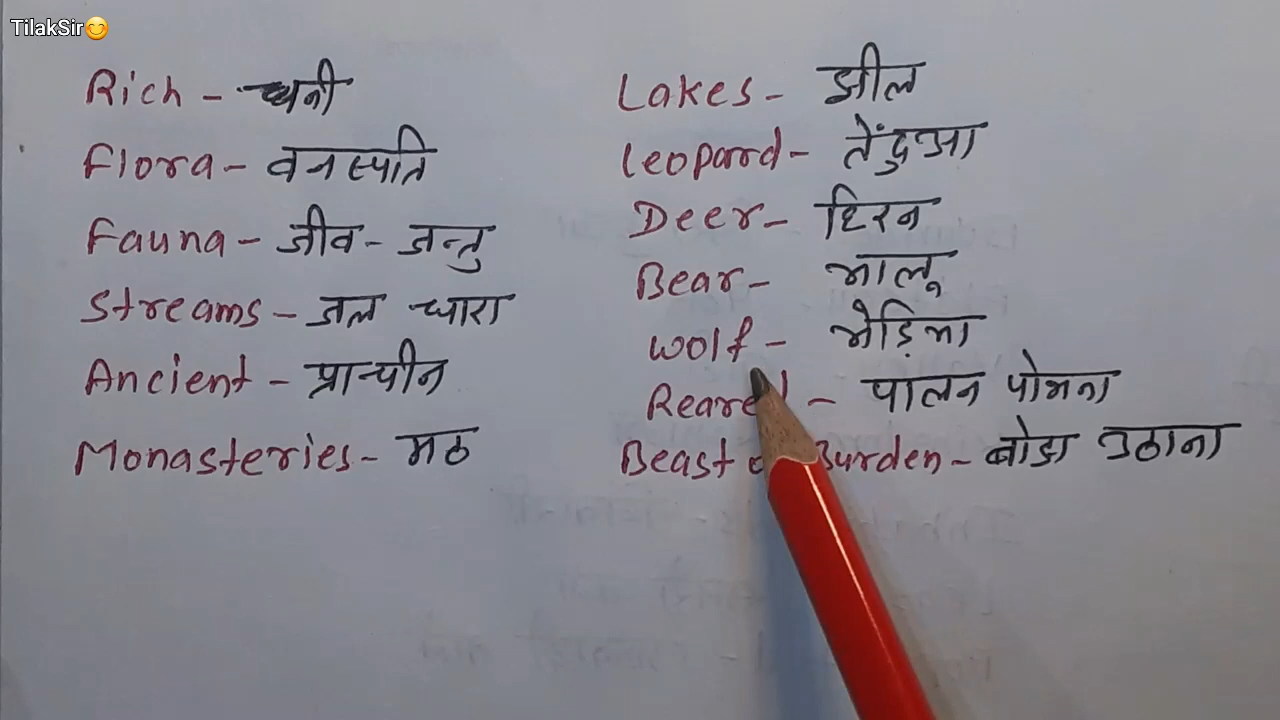 TilakSir😊
Rich - धनी
Flora - वनस्पति
Fauna - जीव - जन्तु
Streams - जल धारा
Ancient - प्राचीन
Monasteries - मठ
Lakes - झील
Leopard - तेंदुआ
Deer - हिरन
Bear - भालू
Wolf - भेड़िया
Reared - पालन पोषना
Beast Burden - बोझा उठाना